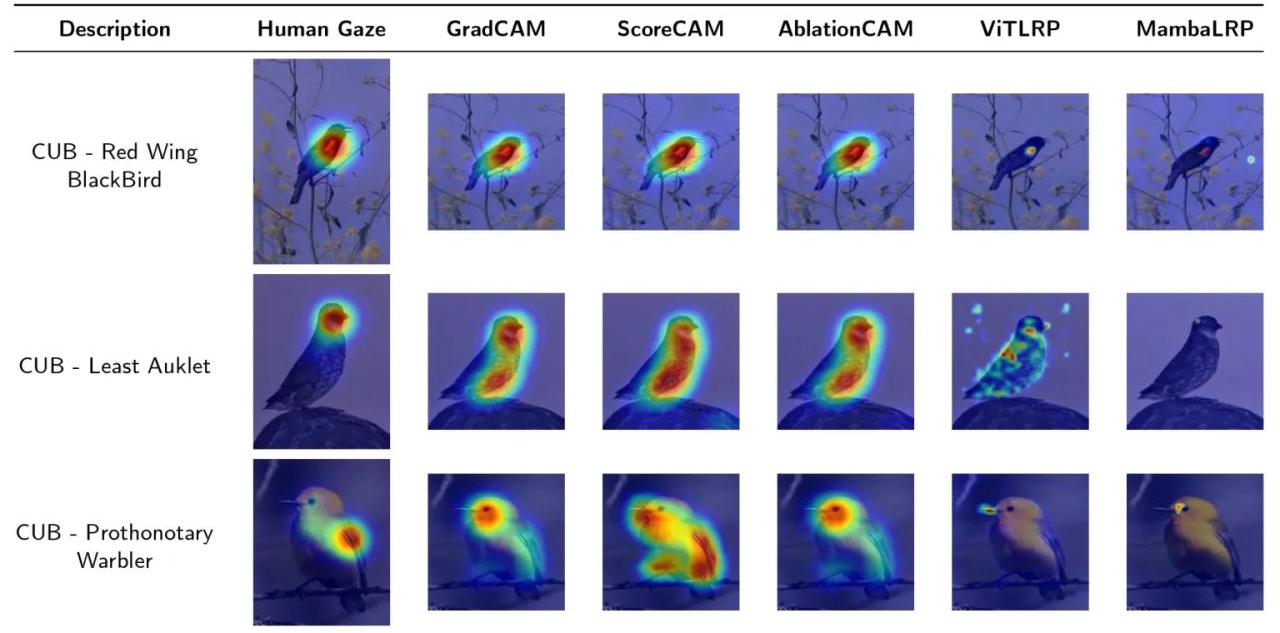 Description Human Gaze GradCAM ScoreCAM AblationCAM ViTLRP MambaLRP
CUB - Red Wing
BlackBird
CUB - Least Auklet
CUB - Prothonotary
Warbler